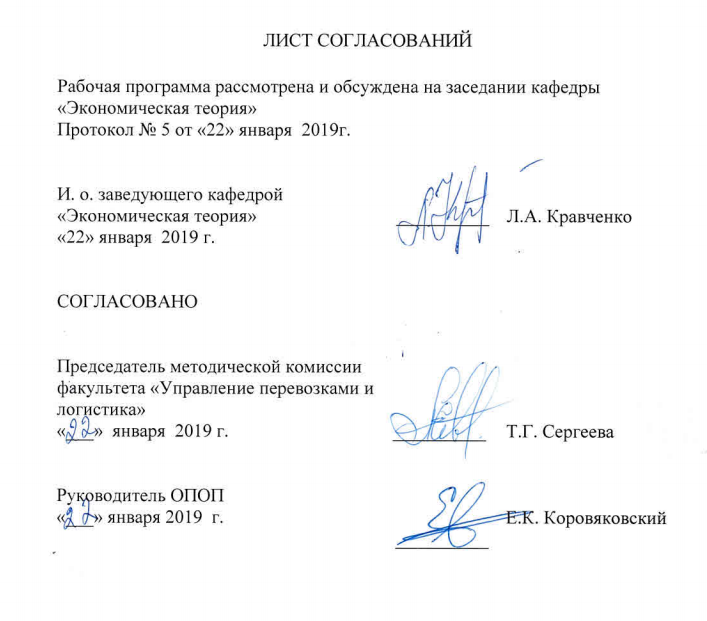 ЛИСТ СОГЛАСОВАНИЙ
Рабочая программа рассмотрена и обсуждена на заседании кафедры
«Экономическая теория»
Протокол № 5 от «22» января 2019г.
И. о. заведующего кафедрой
«Экономическая теория»
«22» января 2019 г.
Л.А. Кравченко
СОГЛАСОВАНО
Председатель методической комиссии
факультета «Управление перевозками и
логистика»
«22» января 2019 г.
Т.Г. Сергеева
Руководитель ОПОП
«22» января 2019 г.
Е.К. Коровяковский